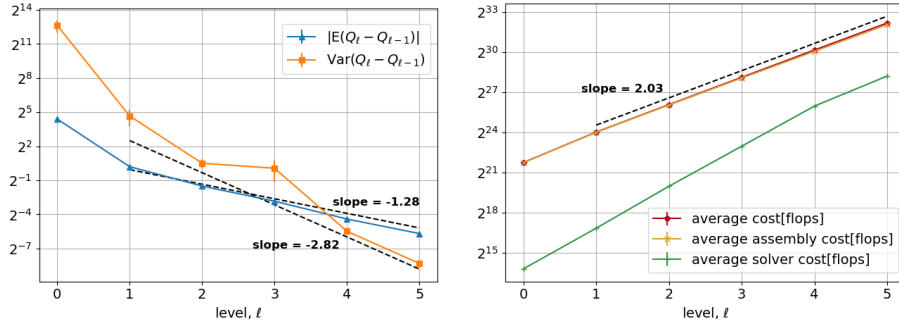 2^14
2^11
2^8
2^5
2^2
2^−1
2^−4
2^−7
|E(Q_ℓ − Q_ℓ−1)|
Var(Q_ℓ − Q_ℓ−1)
slope = -1.28
slope = -2.82
0 1 2 3 4 5
level, ℓ
2^33
2^30
2^27
2^24
2^21
2^18
2^15
slope = 2.03
average cost[flops]
average assembly cost[flops]
average solver cost[flops]
0 1 2 3 4 5
level, ℓ